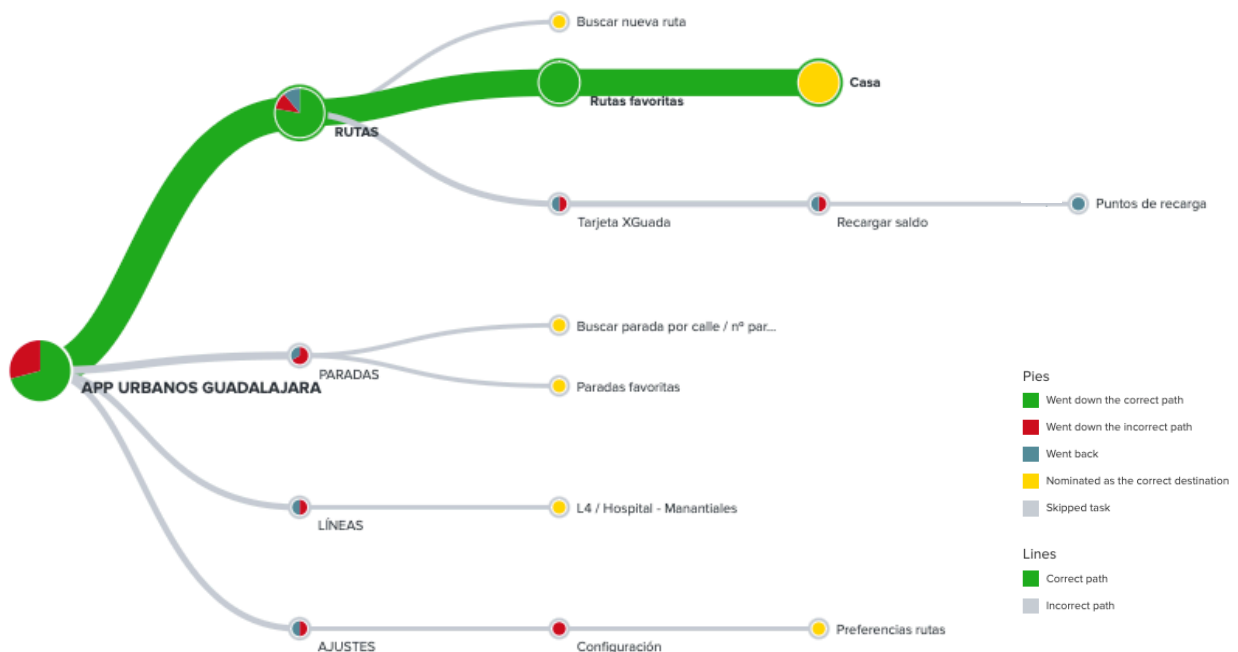 Buscar nueva ruta
Casa
Rutas favoritas
RUTAS
Tarjeta XGuada
Recargar saldo
Puntos de recarga
Buscar parada por calle / nº par...
PARADAS
APP URBANOS GUADALAJARA
Paradas favoritas
LÍNEAS
L4 / Hospital - Manantiales
AJUSTES
Configuración
Preferencias rutas
Pies
Went down the correct path
Went down the incorrect path
Went back
Nominated as the correct destination
Skipped task
Lines
Correct path
Incorrect path